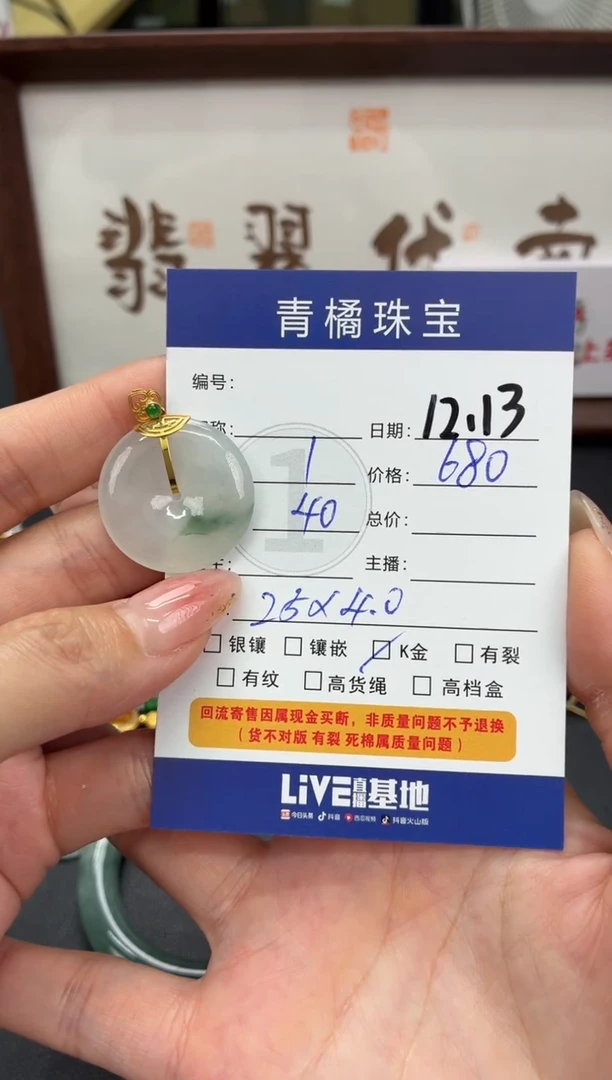 翡翠优
青橘珠宝
编号：
称： 日期： 12.13
1 价格： 680
40 总价：
主播：
25×4.0
银镶 镶嵌 K金 有裂
有纹 高货绳 高档盒
回流寄售因属现金买断，非质量问题不予退换
（货不对版 有裂 死棉属质量问题）
LiVE直播基地
今日头条 抖音 西瓜视频 抖音火山版